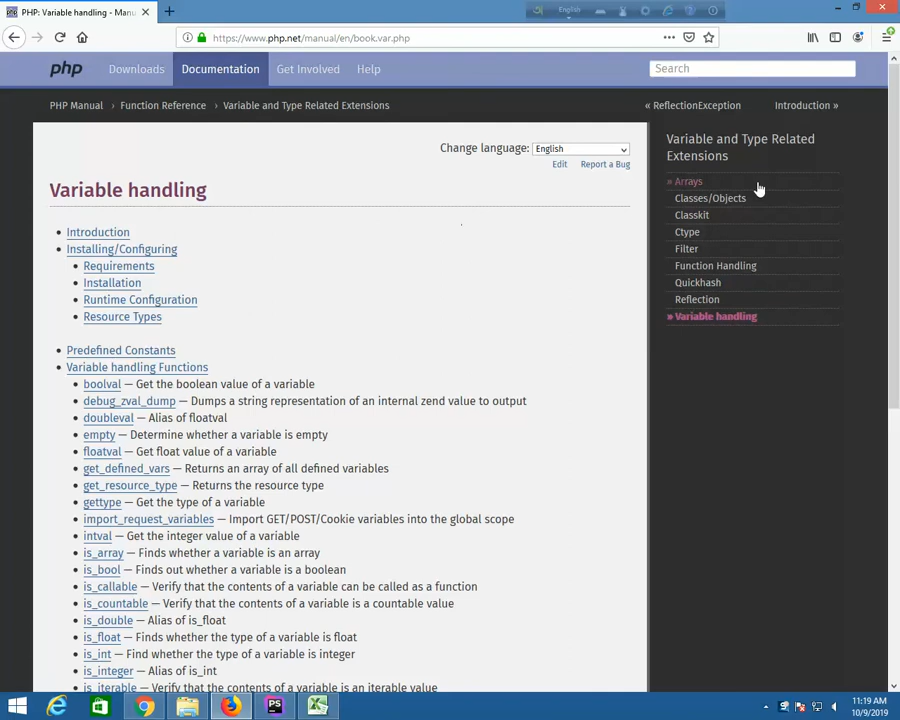 PHP: Variable handling - Manu
English
https://www.php.net/manual/en/book.var.php
php
Downloads
Documentation
Get Involved
Help
Search
PHP Manual › Function Reference › Variable and Type Related Extensions
« ReflectionException
Introduction »
Change language: English
Edit Report a Bug
Variable handling
• Introduction
• Installing/Configuring
• Requirements
• Installation
• Runtime Configuration
• Resource Types
• Predefined Constants
• Variable handling Functions
• boolval — Get the boolean value of a variable
• debug_zval_dump — Dumps a string representation of an internal zend value to output
• doubleval — Alias of floatval
• empty — Determine whether a variable is empty
• floatval — Get float value of a variable
• get_defined_vars — Returns an array of all defined variables
• get_resource_type — Returns the resource type
• gettype — Get the type of a variable
• import_request_variables — Import GET/POST/Cookie variables into the global scope
• intval — Get the integer value of a variable
• is_array — Finds whether a variable is an array
• is_bool — Finds out whether a variable is a boolean
• is_callable — Verify that the contents of a variable can be called as a function
• is_countable — Verify that the contents of a variable is a countable value
• is_double — Alias of is_float
• is_float — Finds whether the type of a variable is float
• is_int — Find whether the type of a variable is integer
• is_integer — Alias of is_int
• is_iterable — Verify that the contents of a variable is an iterable value
Variable and Type Related
Extensions
» Arrays
Classes/Objects
Classkit
Ctype
Filter
Function Handling
Quickhash
Reflection
» Variable handling
PS
11:19 AM
10/9/2019